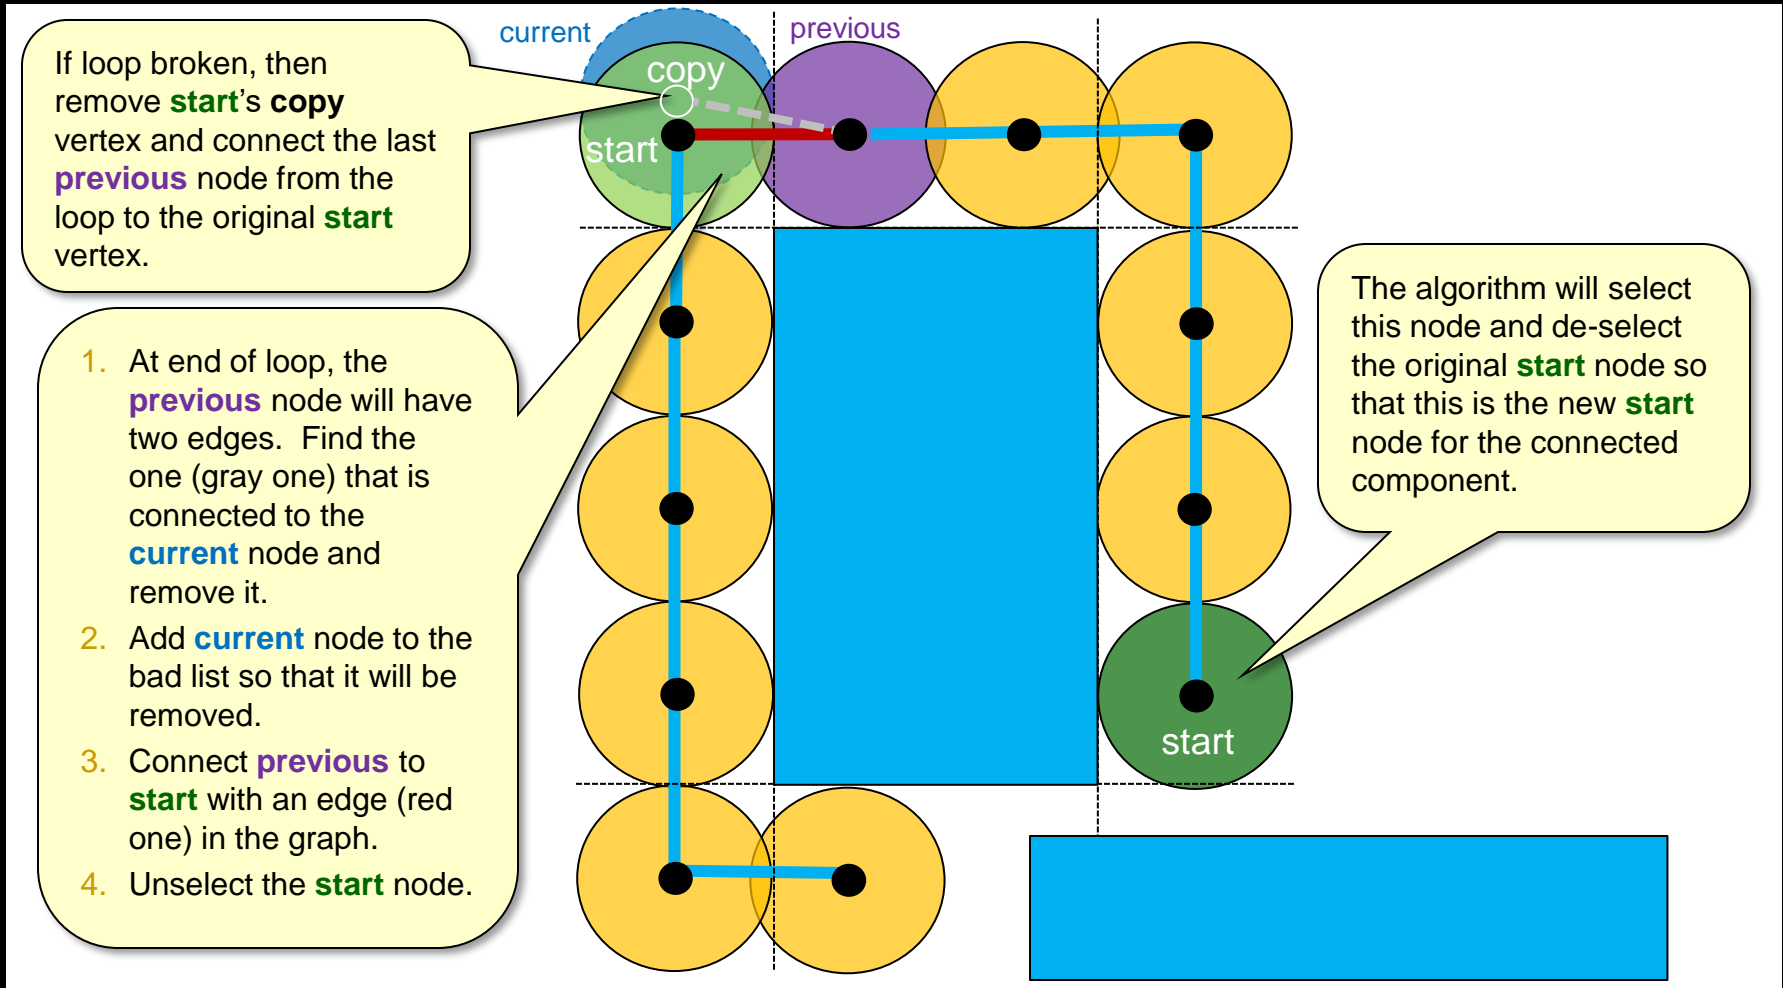 If loop broken, then
remove start's copy
vertex and connect the last
previous node from the
loop to the original start
vertex.
current
previous
copy
start
1. At end of loop, the
previous node will have
two edges. Find the
one (gray one) that is
connected to the
current node and
remove it.
2. Add current node to the
bad list so that it will be
removed.
3. Connect previous to
start with an edge (red
one) in the graph.
4. Unselect the start node.
The algorithm will select
this node and de-select
the original start node so
that this is the new start
node for the connected
component.
start